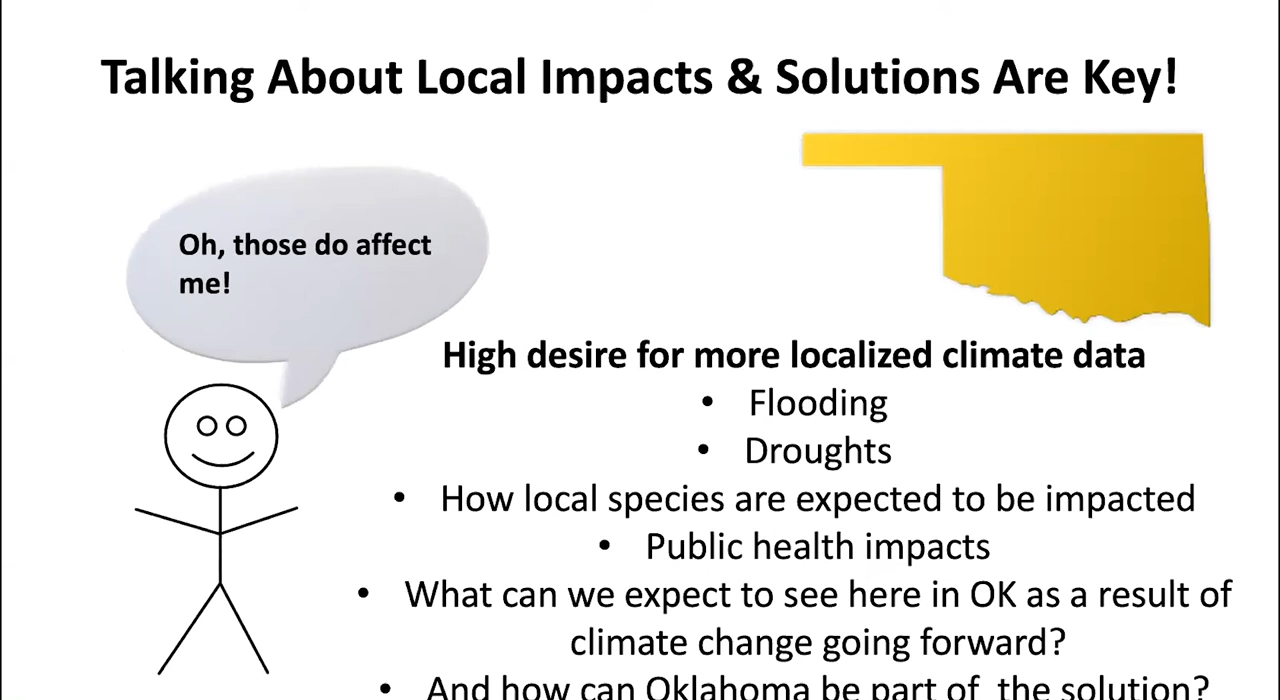 Talking About Local Impacts & Solutions Are Key!
Oh, those do affect
me!
High desire for more localized climate data
• Flooding
• Droughts
• How local species are expected to be impacted
• Public health impacts
• What can we expect to see here in OK as a result of
climate change going forward?
• And how can Oklahoma be part of the solution?